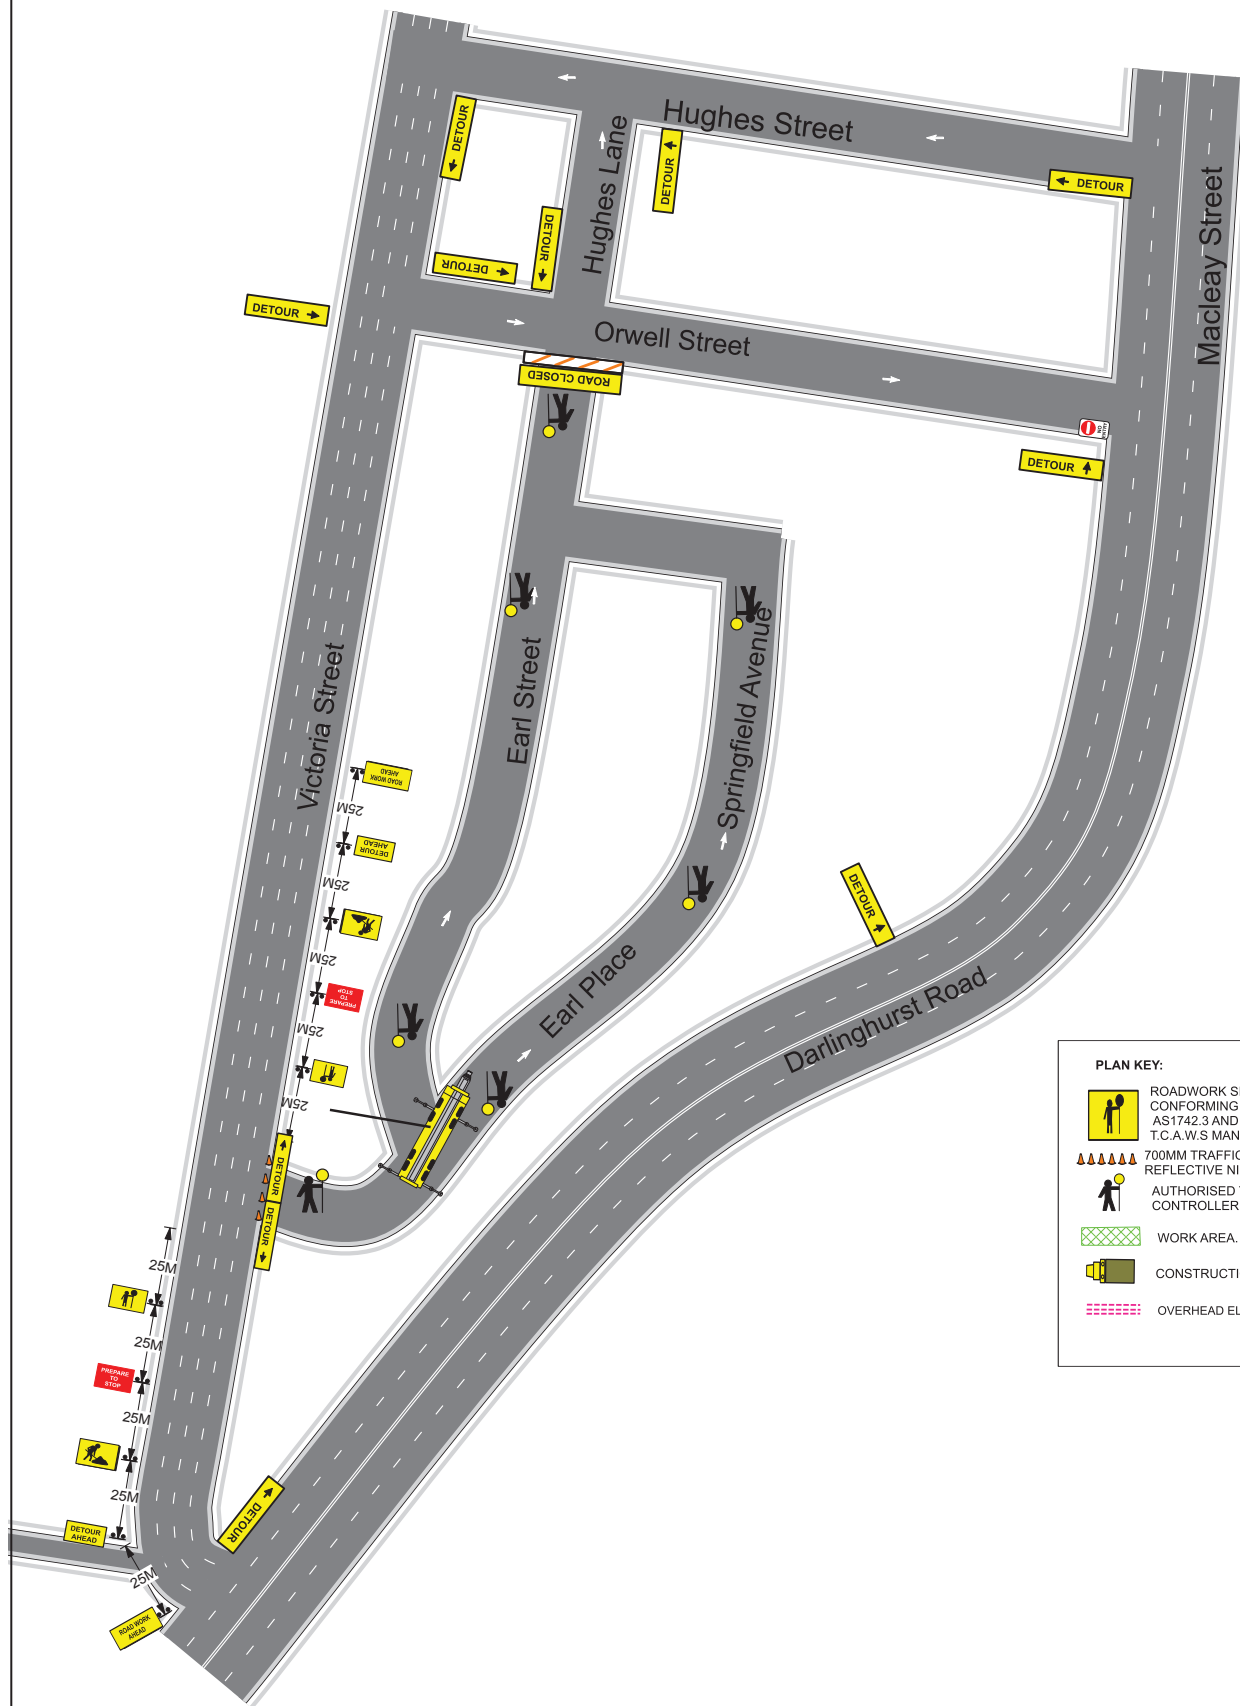 Hughes Street
DETOUR
Hughes Lane
DETOUR
DETOUR
Macleay Street
DETOUR
DETOUR
DETOUR
Orwell Street
ROAD CLOSED
NO
ENTRY
DETOUR
Victoria Street
Earl Street
Springfield Avenue
ROAD WORK
AHEAD
25M
DETOUR
AHEAD
25M
DETOUR
25M
PREPARE
TO
STOP
Earl Place
Darlinghurst Road
25M
25M
DETOUR
DETOUR
PLAN KEY:
ROADWORK S
CONFORMING
AS1742.3 AND
T.C.A.W.S MAN
700MM TRAFFIC
REFLECTIVE NI
AUTHORISED
CONTROLLER
WORK AREA.
CONSTRUCTI
OVERHEAD EL
25M
25M
PREPARE
TO
STOP
25M
25M
DETOUR
AHEAD
DETOUR
25M
ROAD WORK
AHEAD